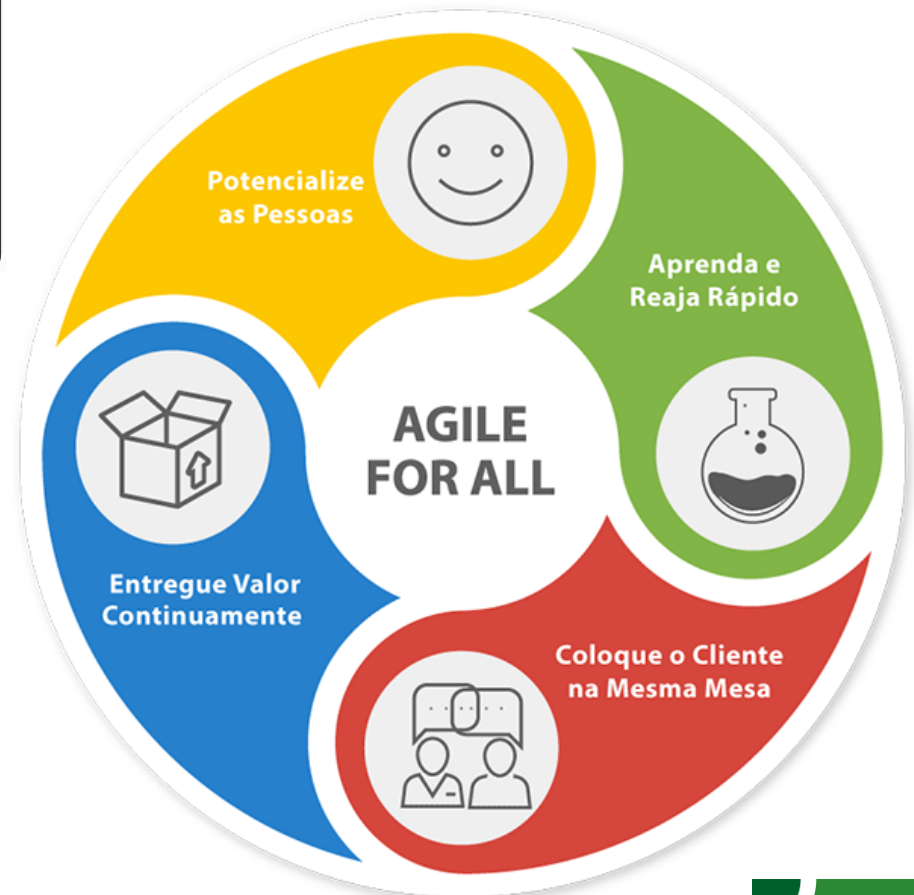 Potencialize
as Pessoas
Aprenda e
Reaja Rápido
AGILE
FOR ALL
Entregue Valor
Continuamente
Coloque o Cliente
na Mesma Mesa